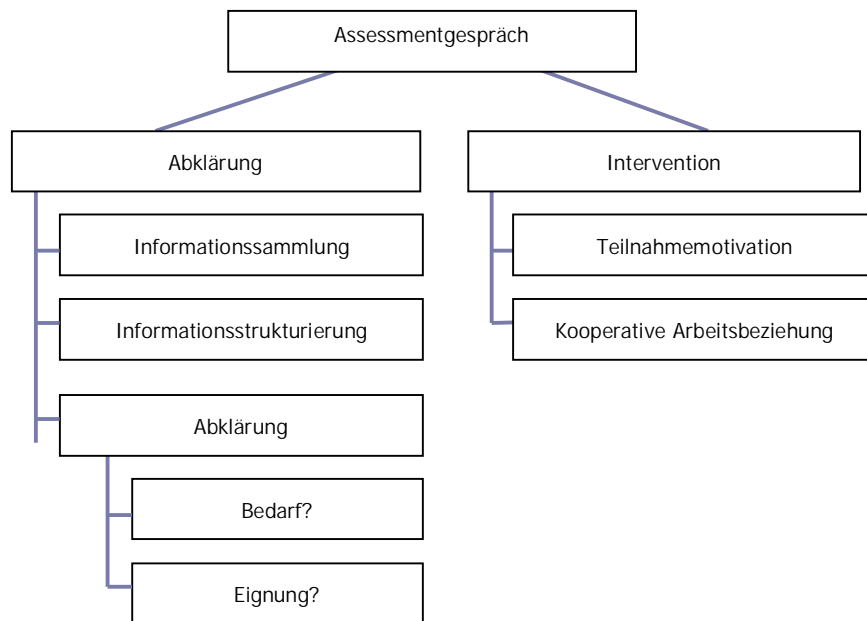 Assessmentgespräch
Abklärung
Informationssammlung
Informationsstrukturierung
Abklärung
Bedarf?
Eignung?
Intervention
Teilnahmemotivation
Kooperative Arbeitsbeziehung